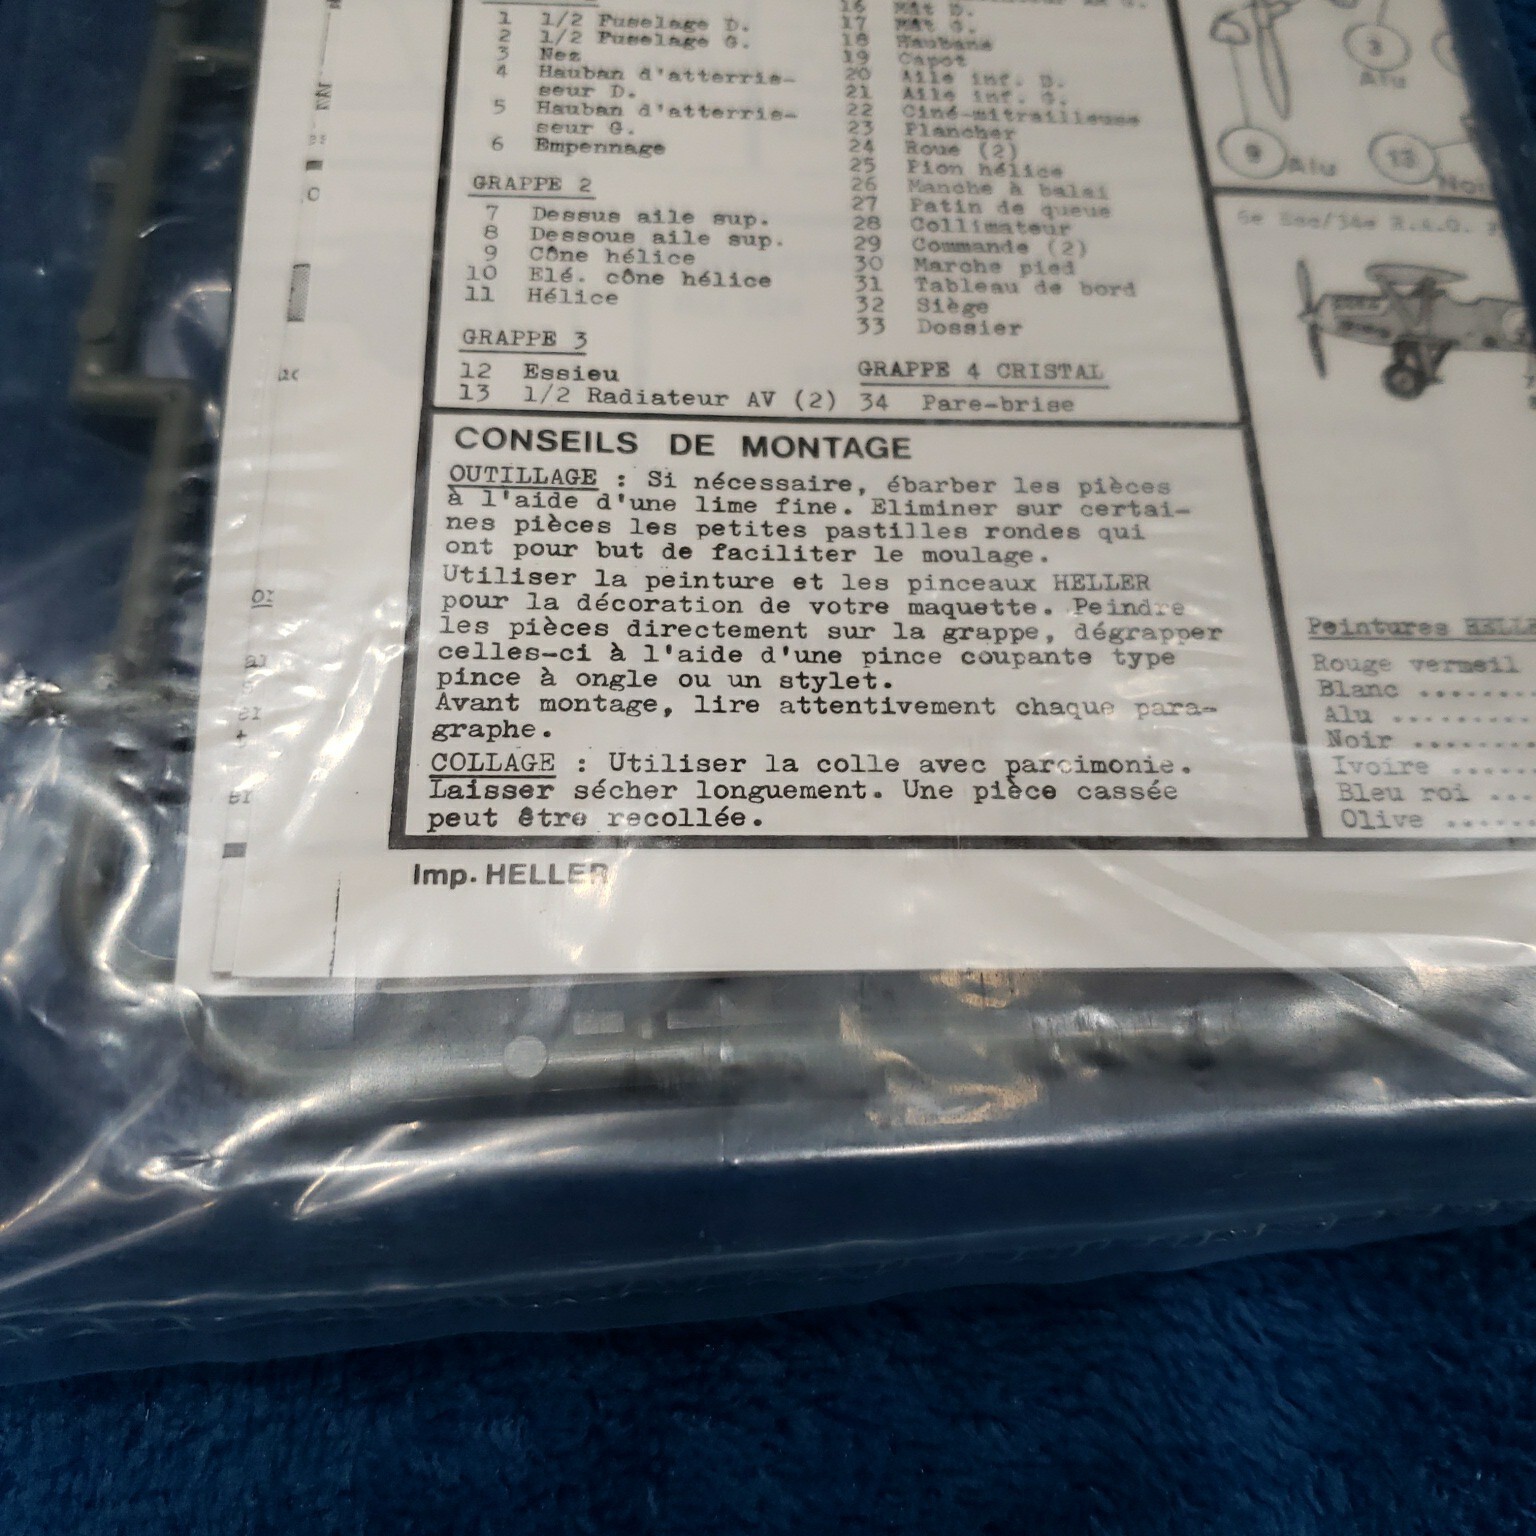 1 1/2 Fuselage D.
2 1/2 Fuselage G.
3 Nez
4 Hauban d'atterris-
seur D.
5 Hauban d'atterris-
seur G.
6 Empennage
GRAPPE 2
7 Dessus aile sup.
8 Dessous aile sup.
9 Cône hélice
10 Elé. cône hélice
11 Hélice
GRAPPE 3
12 Essieu
13 1/2 Radiateur AV (2)
16 Mât D.
17 Mât G.
18 Haubans
19 Capot
20 Aile inf. D.
21 Aile inf. G.
22 Ciné-mitrailleuse
23 Plancher
24 Roue (2)
25 Pion hélice
26 Manche à balai
27 Patin de queue
28 Collimateur
29 Commande (2)
30 Marche pied
31 Tableau de bord
32 Siège
33 Dossier
GRAPPE 4 CRISTAL
34 Pare-brise
CONSEILS DE MONTAGE
OUTILLAGE : Si nécessaire, ébarber les pièces
à l'aide d'une lime fine. Eliminer sur certai-
nes pièces les petites pastilles rondes qui
ont pour but de faciliter le moulage.
Utiliser la peinture et les pinceaux HELLER
pour la décoration de votre maquette. Peindre
les pièces directement sur la grappe, dégrapper
celles-ci à l'aide d'une pince coupante type
pince à ongle ou un stylet.
Avant montage, lire attentivement chaque para-
graphe.
COLLAGE : Utiliser la colle avec parcimonie.
Laisser sécher longuement. Une pièce cassée
peut être recollée.
Imp. HELLER
3
Alu
9 Alu
13
Peintures HELLE
Rouge vermeil
Blanc ........
Alu ..........
Noir .........
Ivoire ......
Bleu roi ...
Olive ......